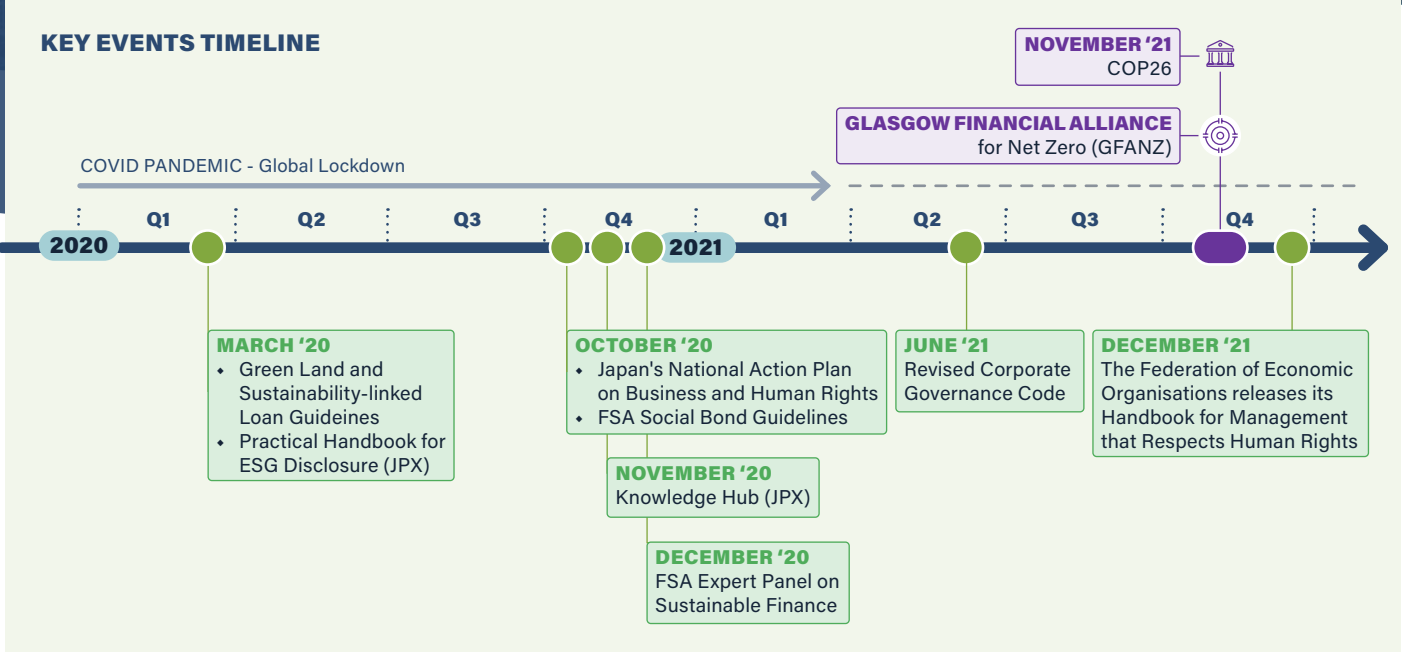 KEY EVENTS TIMELINE
NOVEMBER ‘21
COP26
GLASGOW FINANCIAL ALLIANCE
for Net Zero (GFANZ)
COVID PANDEMIC - Global Lockdown
Q1
Q2
Q3
Q4
Q1
Q2
Q3
Q4
2020
2021
MARCH ‘20
⬩ Green Land and
Sustainability-linked
Loan Guideines
⬩ Practical Handbook for
ESG Disclosure (JPX)
OCTOBER ‘20
⬩ Japan's National Action Plan
on Business and Human Rights
⬩ FSA Social Bond Guidelines
NOVEMBER ‘20
Knowledge Hub (JPX)
DECEMBER ‘20
FSA Expert Panel on
Sustainable Finance
JUNE ‘21
Revised Corporate
Governance Code
DECEMBER ‘21
The Federation of Economic
Organisations releases its
Handbook for Management
that Respects Human Rights